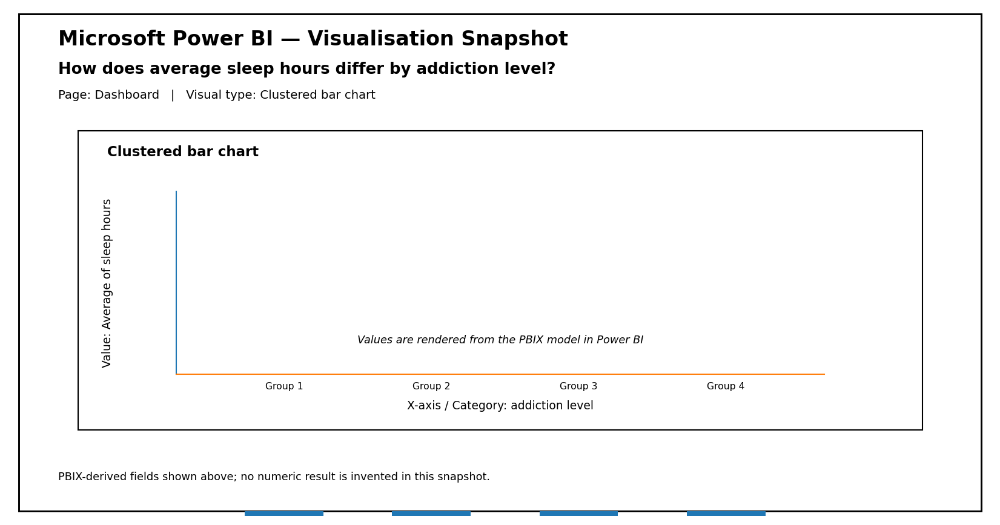 Microsoft Power BI — Visualisation Snapshot
How does average sleep hours differ by addiction level?
Page: Dashboard | Visual type: Clustered bar chart
Clustered bar chart
Value: Average of sleep hours
Values are rendered from the PBIX model in Power BI
Group 1 Group 2 Group 3 Group 4
X-axis / Category: addiction level
PBIX-derived fields shown above; no numeric result is invented in this snapshot.